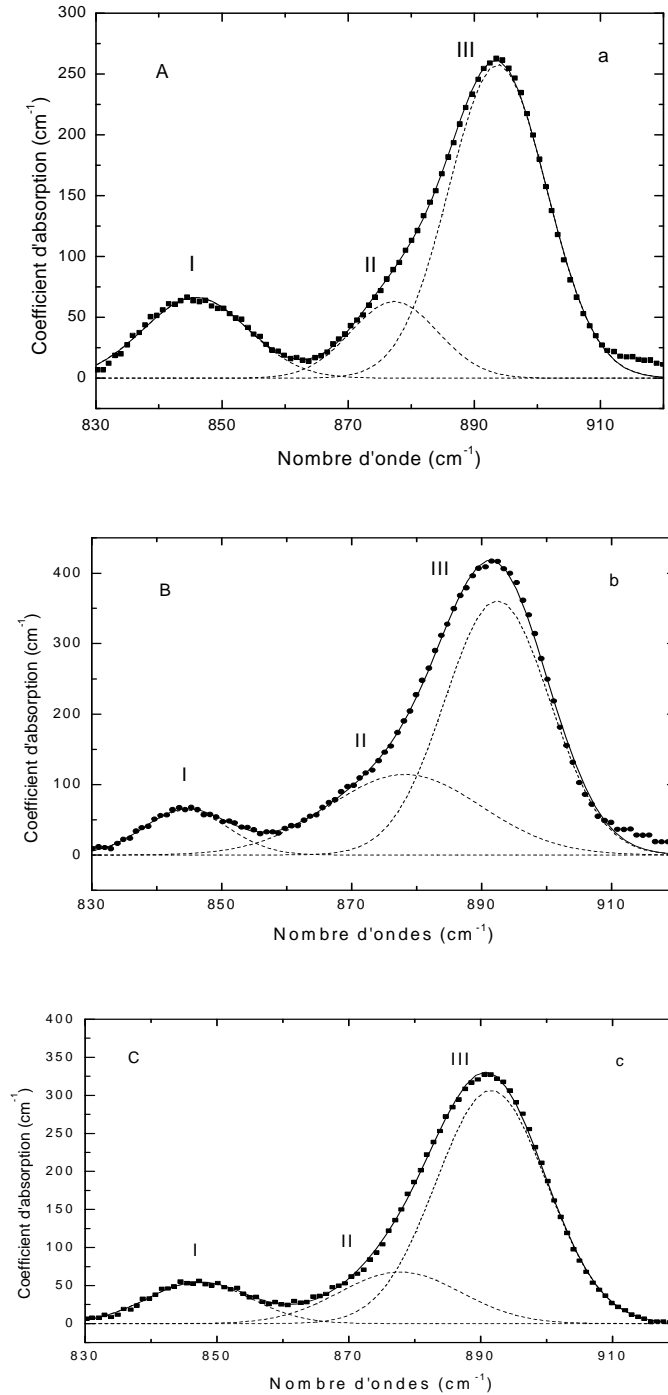 300
A
III
a
250
200
150
I
II
100
50
0
830
850
870
890
910
Coefficient d'absorption (cm⁻¹)
Nombre d'onde (cm⁻¹)
400
B
III
b
300
200
II
I
100
0
830
850
870
890
910
Coefficient d'absorption (cm⁻¹)
Nombre d'ondes (cm⁻¹)
400
350
C
III
c
300
250
200
150
I
II
100
50
0
830
850
870
890
910
Coefficient d'absorption (cm⁻¹)
Nombre d'ondes (cm⁻¹)